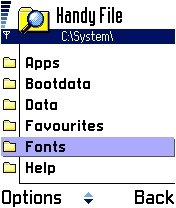 Handy File
C:\System\
Apps
Bootdata
Data
Favourites
Fonts
Help
Options Back